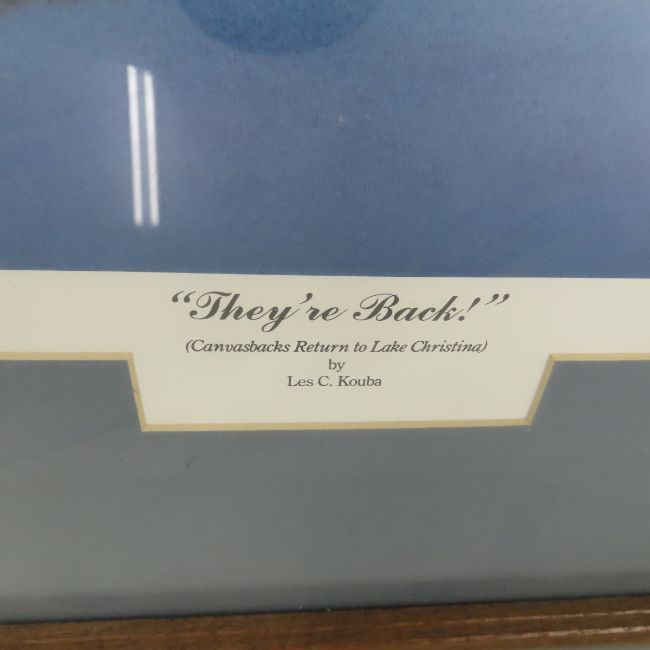 “They’re Back!”
(Canvasbacks Return to Lake Christina)
by
Les C. Kouba